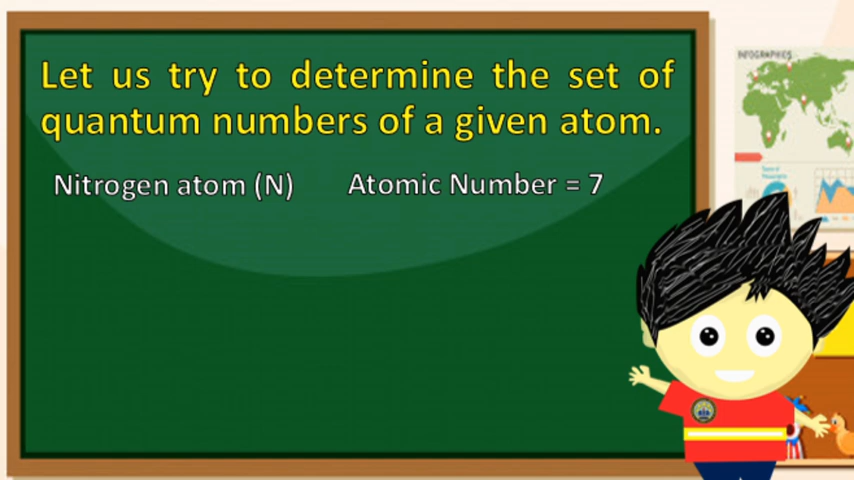 Let us try to determine the set of
quantum numbers of a given atom.
Nitrogen atom (N) Atomic Number = 7
INFOGRAPHICS